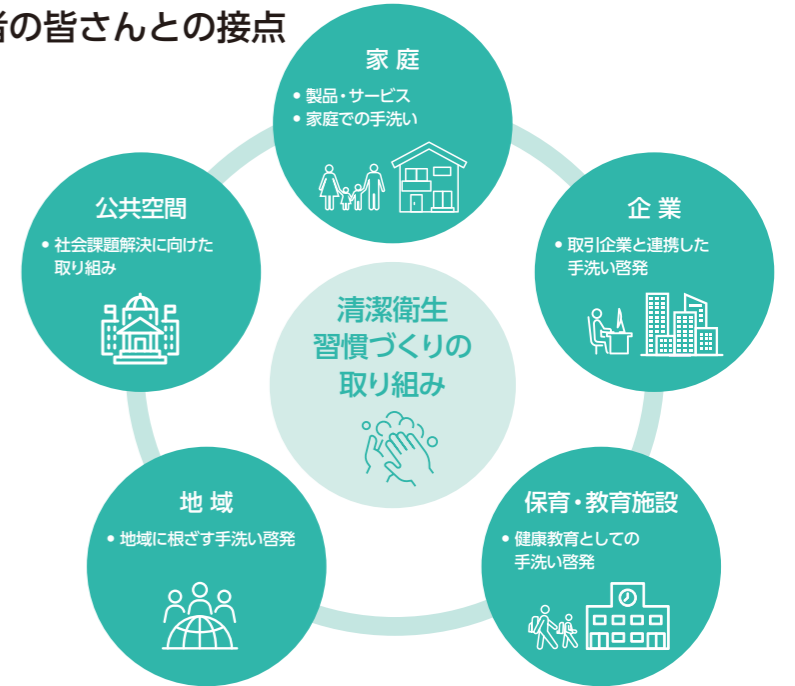 者の皆さんとの接点
家庭
• 製品・サービス
• 家庭での手洗い
企業
• 取引企業と連携した
手洗い啓発
保育・教育施設
• 健康教育としての
手洗い啓発
地域
• 地域に根ざす手洗い啓発
公共空間
• 社会課題解決に向けた
取り組み
清潔衛生
習慣づくりの
取り組み